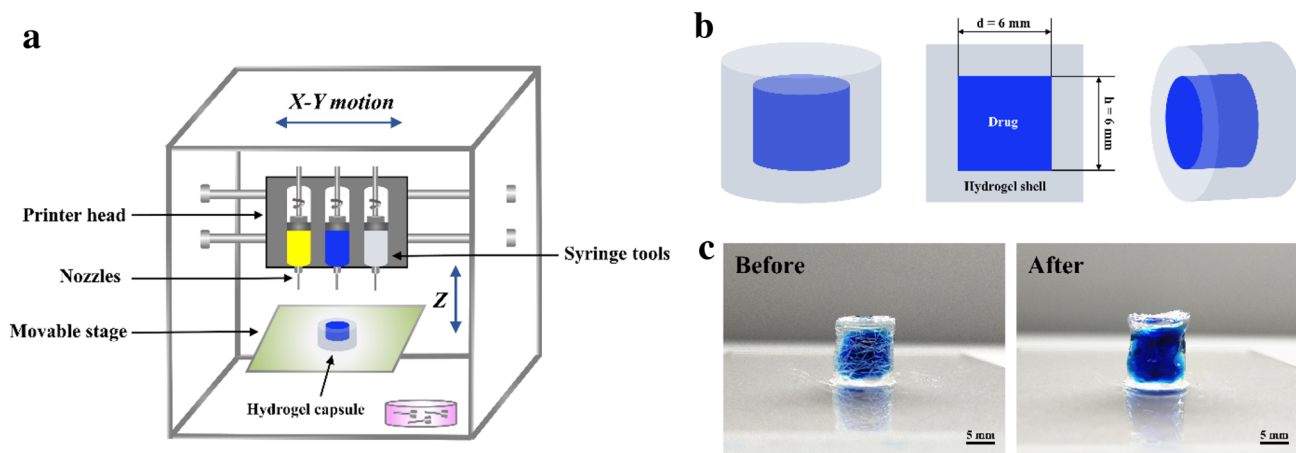 a
X-Y motion
Printer head
Syringe tools
Nozzles
Z
Movable stage
Hydrogel capsule
b
d = 6 mm
h = 6 mm
Drug
Hydrogel shell
c
Before
5 mm
After
5 mm